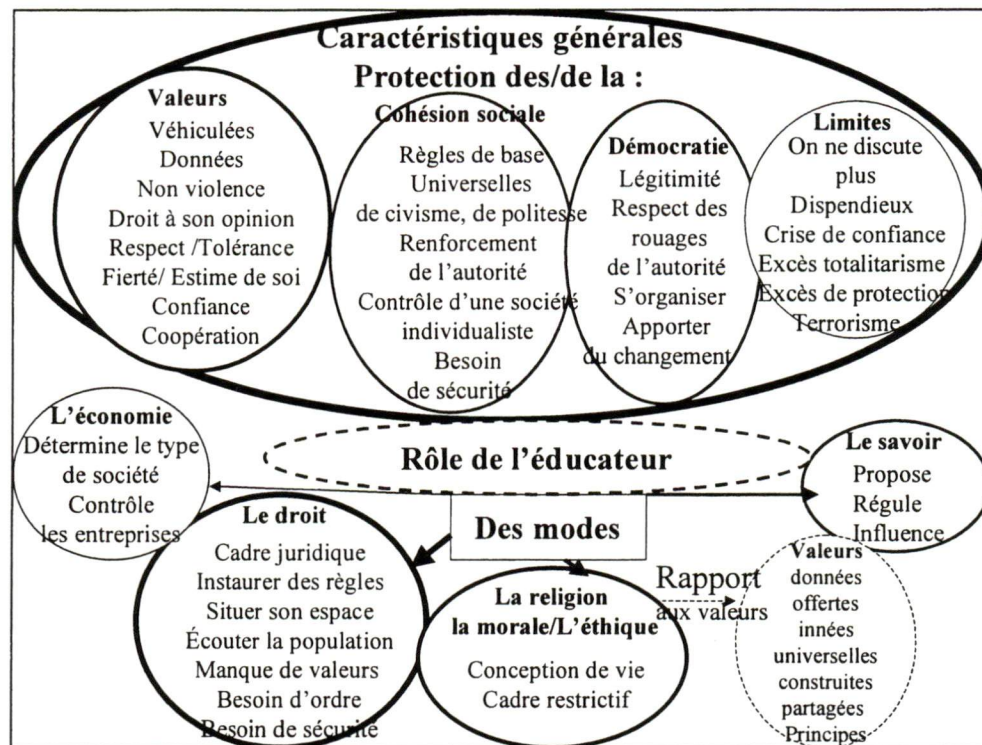 Caractéristiques générales
Protection des/de la :
Valeurs
Véhiculées
Données
Non violence
Droit à son opinion
Respect /Tolérance
Fierté/ Estime de soi
Confiance
Coopération
Cohésion sociale
Règles de base
Universelles
de civisme, de politesse
Renforcement
de l’autorité
Contrôle d’une société
individualiste
Besoin
de sécurité
Démocratie
Légitimité
Respect des
rouages
de l’autorité
S’organiser
Apporter
du changement
Limites
On ne discute
plus
Dispendieux
Crise de confiance
Excès totalitarisme
Excès de protection
Terrorisme
L’économie
Détermine le type
de société
Contrôle
les entreprises
Rôle de l’éducateur
Le savoir
Propose
Régule
Influence
Des modes
Le droit
Cadre juridique
Instaurer des règles
Situer son espace
Écouter la population
Manque de valeurs
Besoin d’ordre
Besoin de sécurité
La religion
la morale/L’éthique
Conception de vie
Cadre restrictif
Rapport
aux valeurs
Valeurs
données
offertes
innées
universelles
construites
partagées
Principes